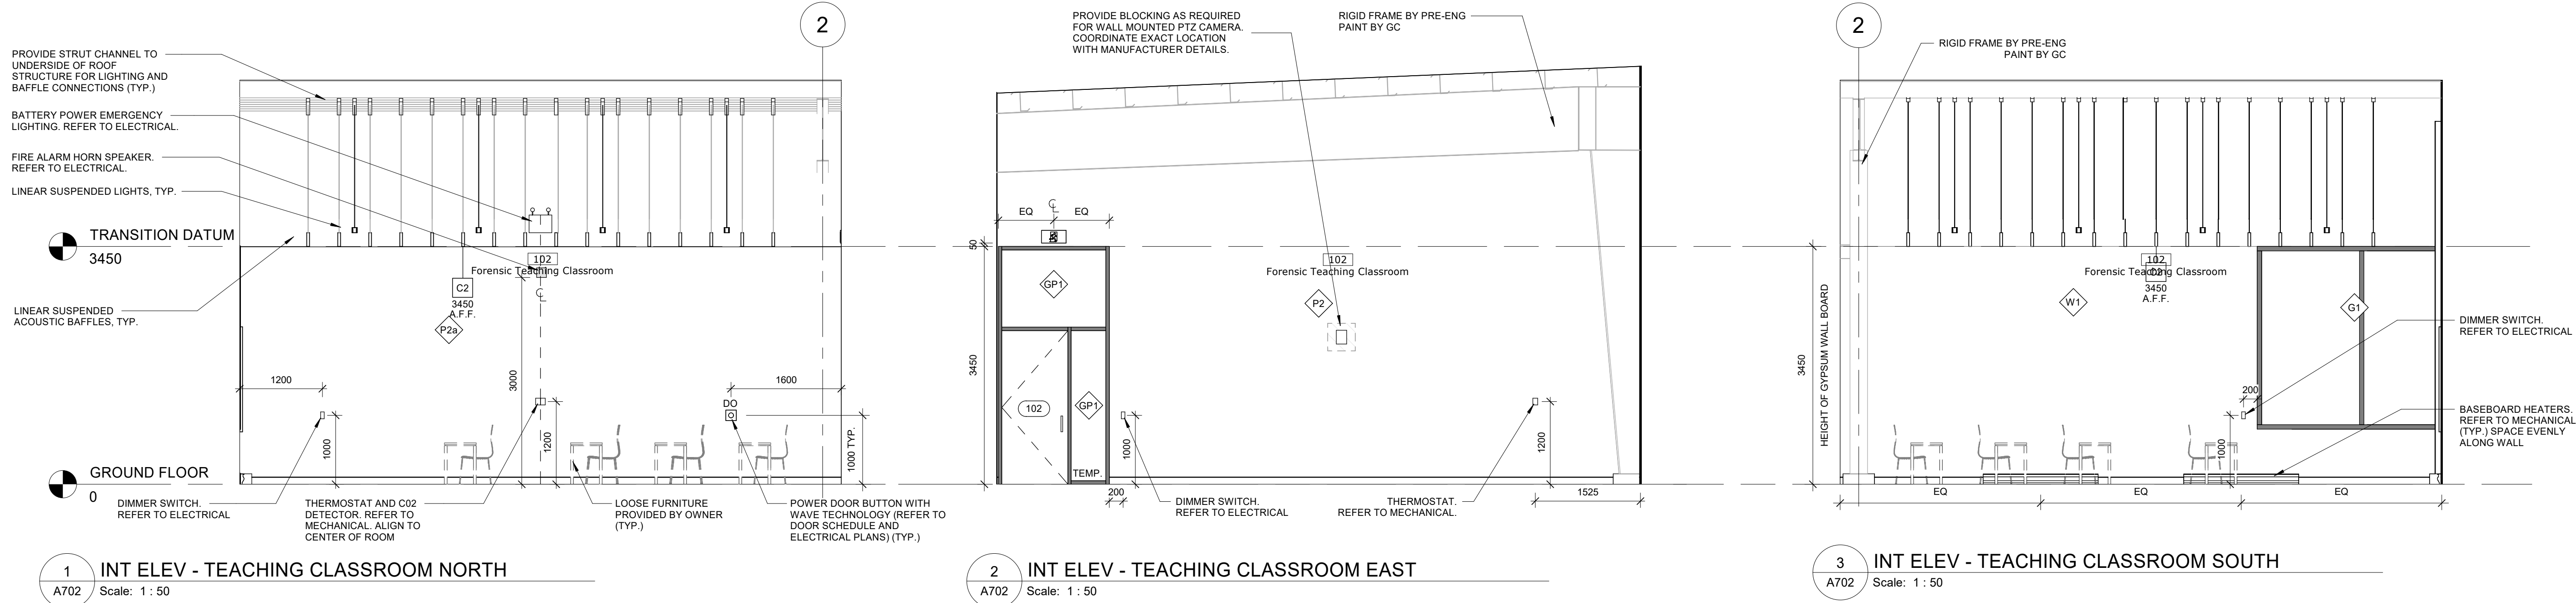 2
PROVIDE STRUT CHANNEL TO
UNDERSIDE OF ROOF
STRUCTURE FOR LIGHTING AND
BAFFLE CONNECTIONS (TYP.)
BATTERY POWER EMERGENCY
LIGHTING. REFER TO ELECTRICAL.
FIRE ALARM HORN SPEAKER.
REFER TO ELECTRICAL.
LINEAR SUSPENDED LIGHTS, TYP.
TRANSITION DATUM
3450
LINEAR SUSPENDED
ACOUSTIC BAFFLES, TYP.
102
Forensic Teaching Classroom
C2
3450
A.F.F.
P2a
℄
3000
1200
1600
DO
1000
1200
1000 TYP.
GROUND FLOOR
0
DIMMER SWITCH.
REFER TO ELECTRICAL
THERMOSTAT AND C02
DETECTOR. REFER TO
MECHANICAL. ALIGN TO
CENTER OF ROOM
LOOSE FURNITURE
PROVIDED BY OWNER
(TYP.)
POWER DOOR BUTTON WITH
WAVE TECHNOLOGY (REFER TO
DOOR SCHEDULE AND
ELECTRICAL PLANS) (TYP.)
1
A702
INT ELEV - TEACHING CLASSROOM NORTH
Scale: 1 : 50
PROVIDE BLOCKING AS REQUIRED
FOR WALL MOUNTED PTZ CAMERA.
COORDINATE EXACT LOCATION
WITH MANUFACTURER DETAILS.
RIGID FRAME BY PRE-ENG
PAINT BY GC
℄
EQ
EQ
50
3450
GP1
102
GP1
TEMP.
102
Forensic Teaching Classroom
P2
1000
200
1200
1525
DIMMER SWITCH.
REFER TO ELECTRICAL
THERMOSTAT.
REFER TO MECHANICAL.
2
A702
INT ELEV - TEACHING CLASSROOM EAST
Scale: 1 : 50
2
RIGID FRAME BY PRE-ENG
PAINT BY GC
3450
HEIGHT OF GYPSUM WALL BOARD
102
Forensic Teaching Classroom
C2
3450
A.F.F.
W1
G1
200
1000
DIMMER SWITCH.
REFER TO ELECTRICAL
BASEBOARD HEATERS.
REFER TO MECHANICAL
(TYP.) SPACE EVENLY
ALONG WALL
EQ
EQ
EQ
3
A702
INT ELEV - TEACHING CLASSROOM SOUTH
Scale: 1 : 50